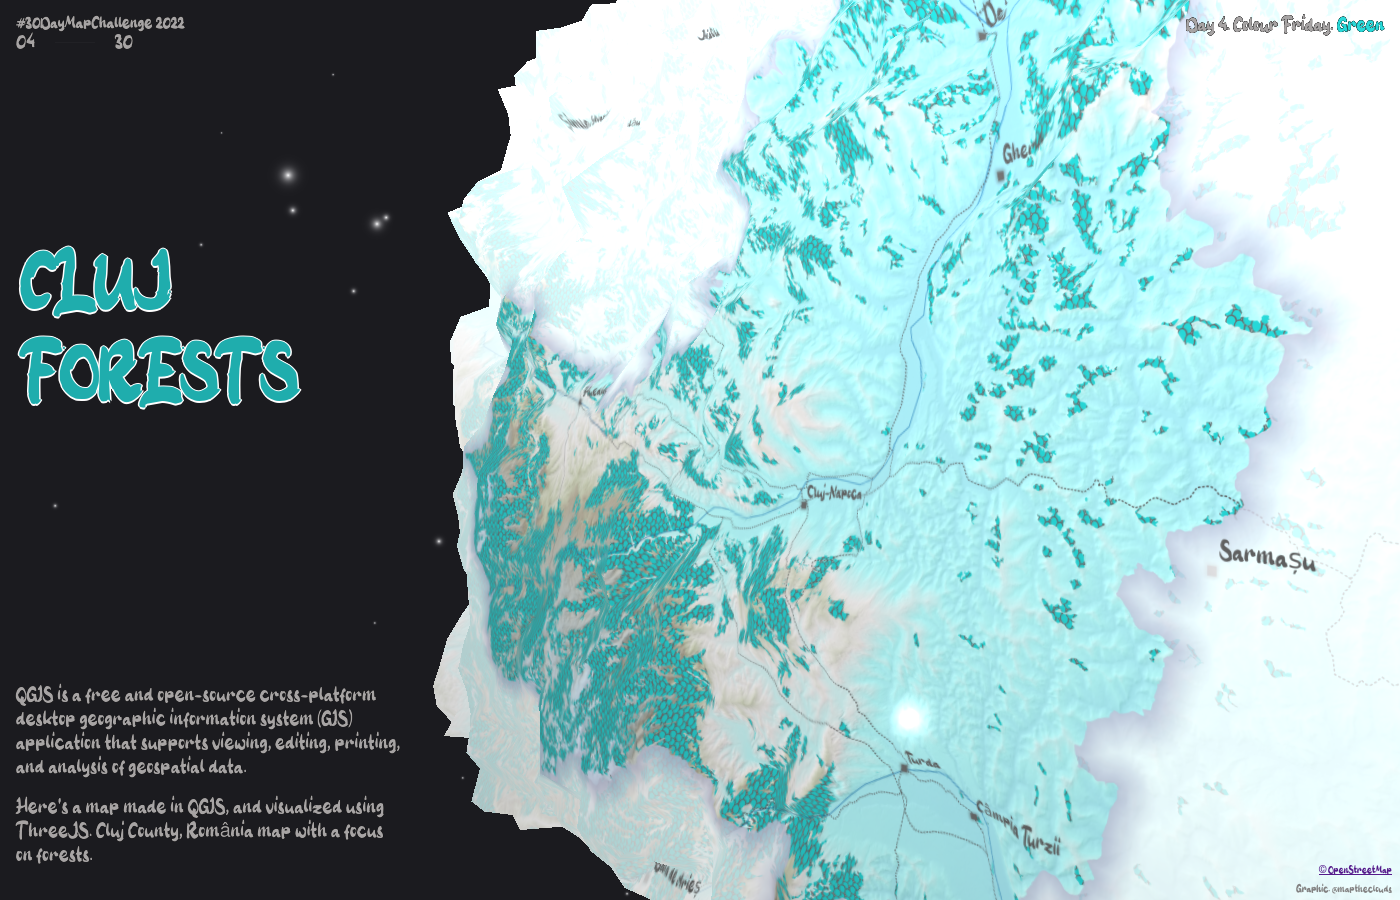 #30DayMapChallenge 2022
04 30
Day 4. Colour Friday. Green
CLUJ
FORESTS
Cluj-Napoca
Sarmașu
Turda
Câmpia Turzii
QGIS is a free and open-source cross-platform
desktop geographic information system (GIS)
application that supports viewing, editing, printing,
and analysis of geospatial data.
Here's a map made in QGIS, and visualized using
ThreeJS. Cluj County, România map with a focus
on forests.
© OpenStreetMap
Graphic: @maptheclouds